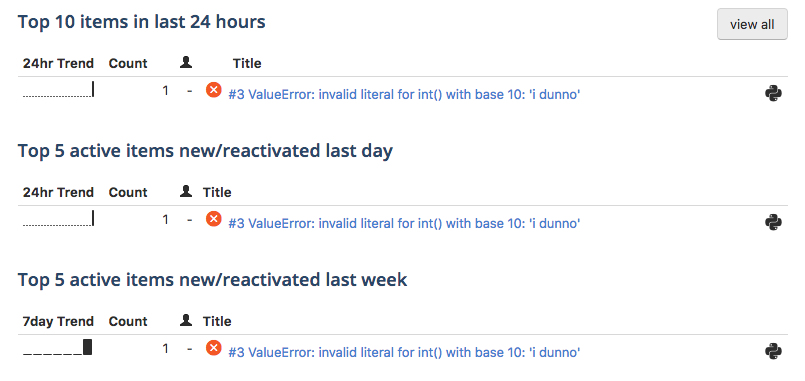 Top 10 items in last 24 hours
view all
24hr Trend Count Title
1 - #3 ValueError: invalid literal for int() with base 10: 'i dunno'
Top 5 active items new/reactivated last day
24hr Trend Count Title
1 - #3 ValueError: invalid literal for int() with base 10: 'i dunno'
Top 5 active items new/reactivated last week
7day Trend Count Title
1 - #3 ValueError: invalid literal for int() with base 10: 'i dunno'